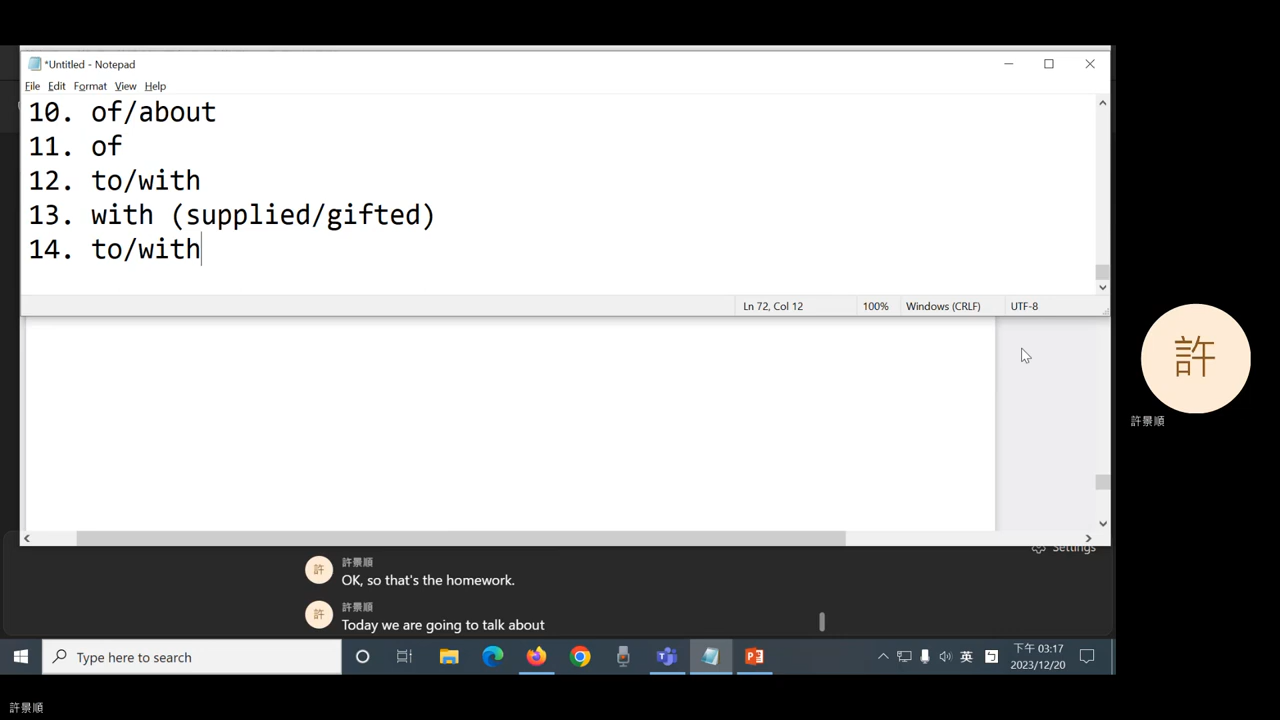 *Untitled - Notepad
File Edit Format View Help
10. of/about
11. of
12. to/with
13. with (supplied/gifted)
14. to/with
Ln 72, Col 12 100% Windows (CRLF) UTF-8
許
許景順
Settings
許 許景順
OK, so that's the homework.
許 許景順
Today we are going to talk about
Type here to search
英
下午 03:17
2023/12/20
許景順